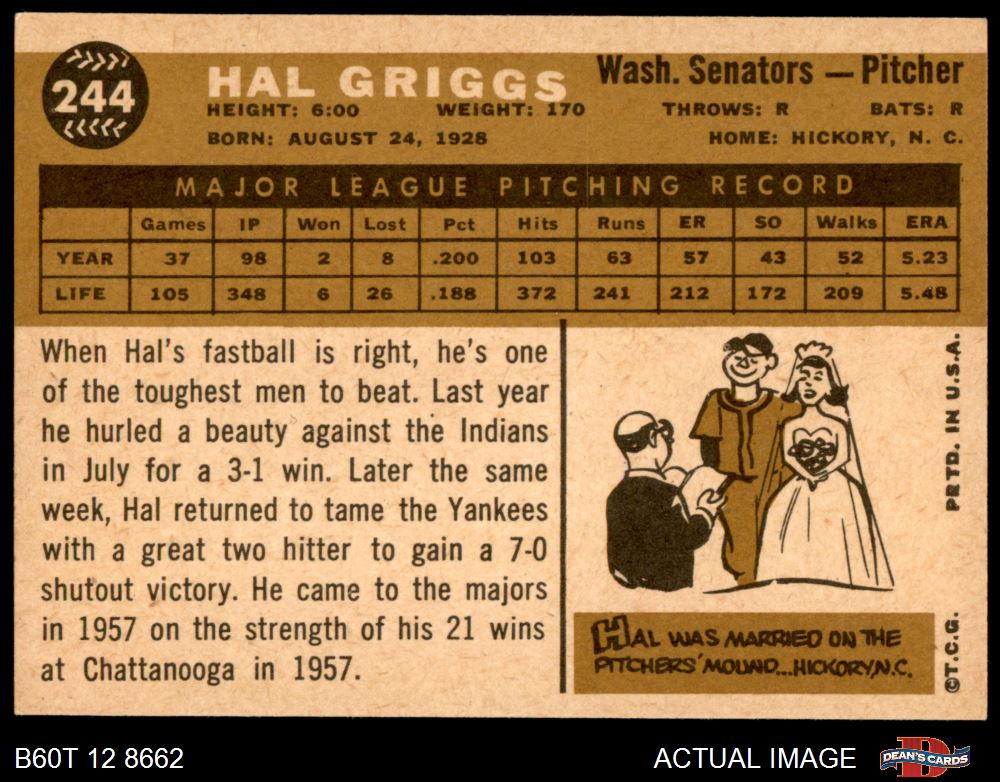 244
HAL GRIGGS
Wash. Senators — Pitcher
HEIGHT: 6:00 WEIGHT: 170 THROWS: R BATS: R
BORN: AUGUST 24, 1928 HOME: HICKORY, N. C.
MAJOR LEAGUE PITCHING RECORD
Games IP Won Lost Pct Hits Runs ER SO Walks ERA
YEAR 37 98 2 8 .200 103 63 57 43 52 5.23
LIFE 105 348 6 26 .188 372 241 212 172 209 5.48
When Hal's fastball is right, he's one
of the toughest men to beat. Last year
he hurled a beauty against the Indians
in July for a 3-1 win. Later the same
week, Hal returned to tame the Yankees
with a great two hitter to gain a 7-0
shutout victory. He came to the majors
in 1957 on the strength of his 21 wins
at Chattanooga in 1957.
HAL WAS MARRIED ON THE
PITCHERS' MOUND...HICKORY,N.C.
©T.C.G. PRTD. IN U.S.A.
B60T 12 8662
ACTUAL IMAGE
DEAN'S CARDS